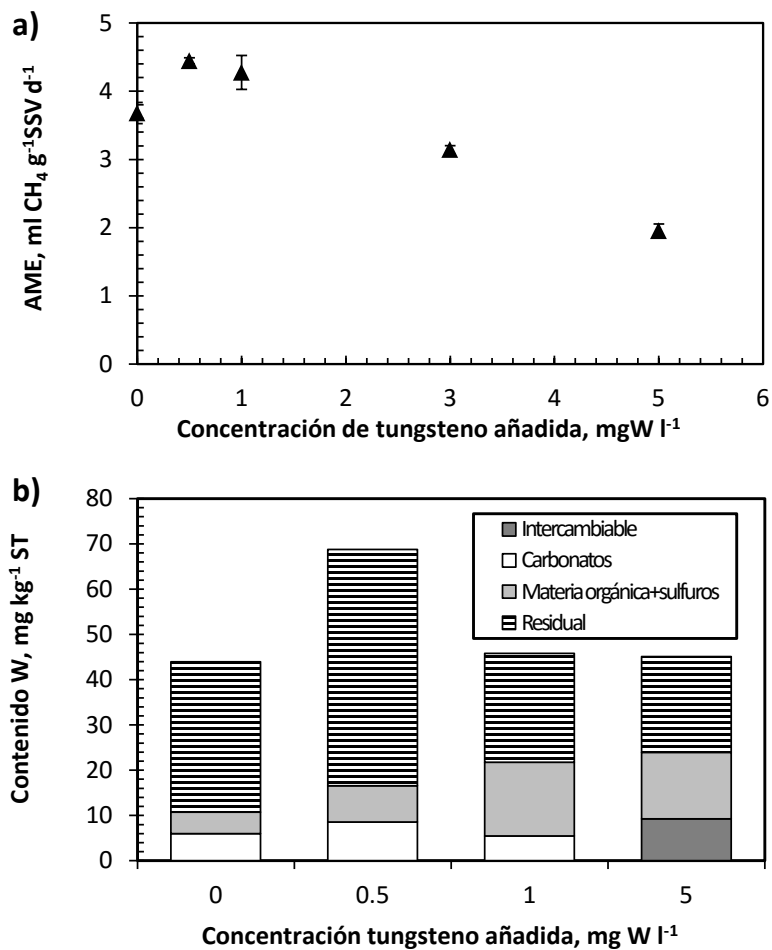 a)
AME, ml CH₄ g⁻¹SSV d⁻¹
5
4
3
2
1
0
0 1 2 3 4 5 6
Concentración de tungsteno añadida, mgW l⁻¹
b)
Contenido W, mg kg⁻¹ ST
80
70
60
50
40
30
20
10
0
Intercambiable
Carbonatos
Materia orgánica+sulfuros
Residual
0 0.5 1 5
Concentración tungsteno añadida, mg W l⁻¹